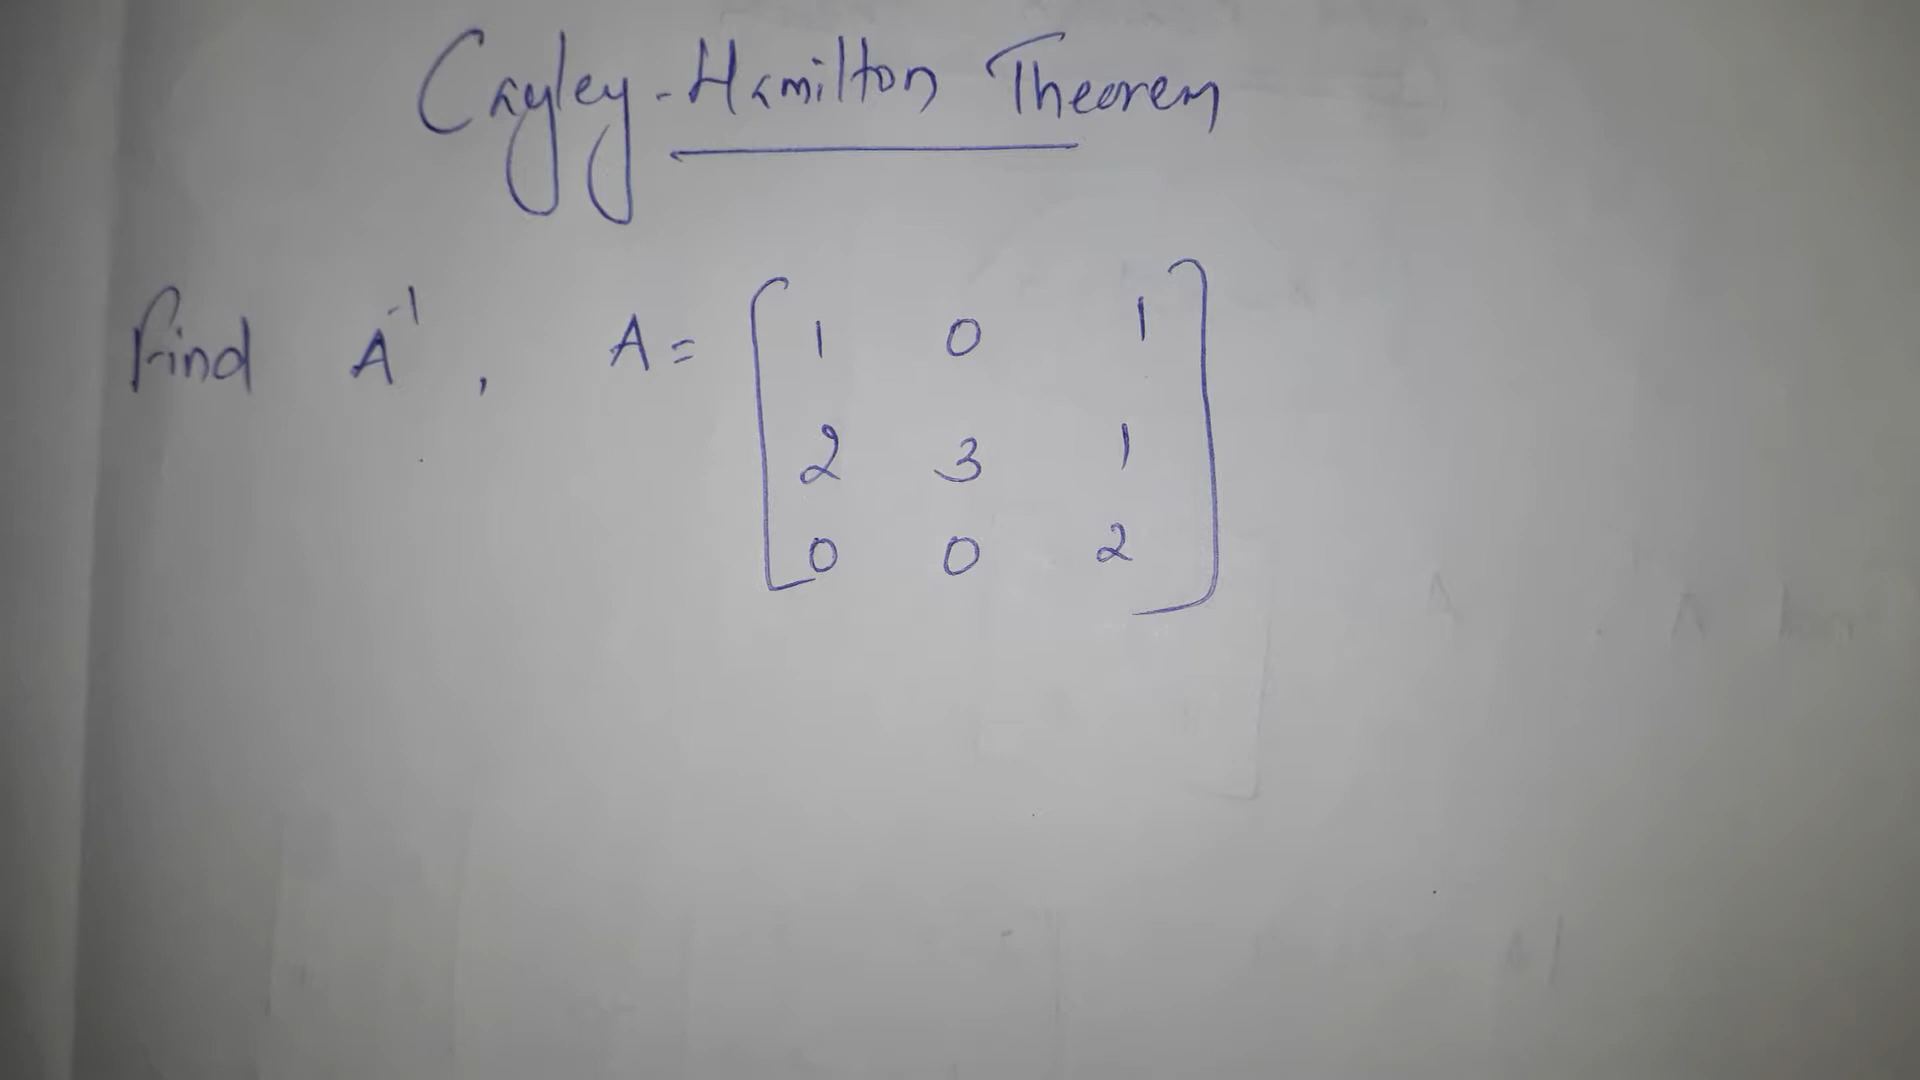 Cayley-Hamilton Theorem
Find A⁻¹, A = [ 1 0 1
2 3 1
0 0 2 ]